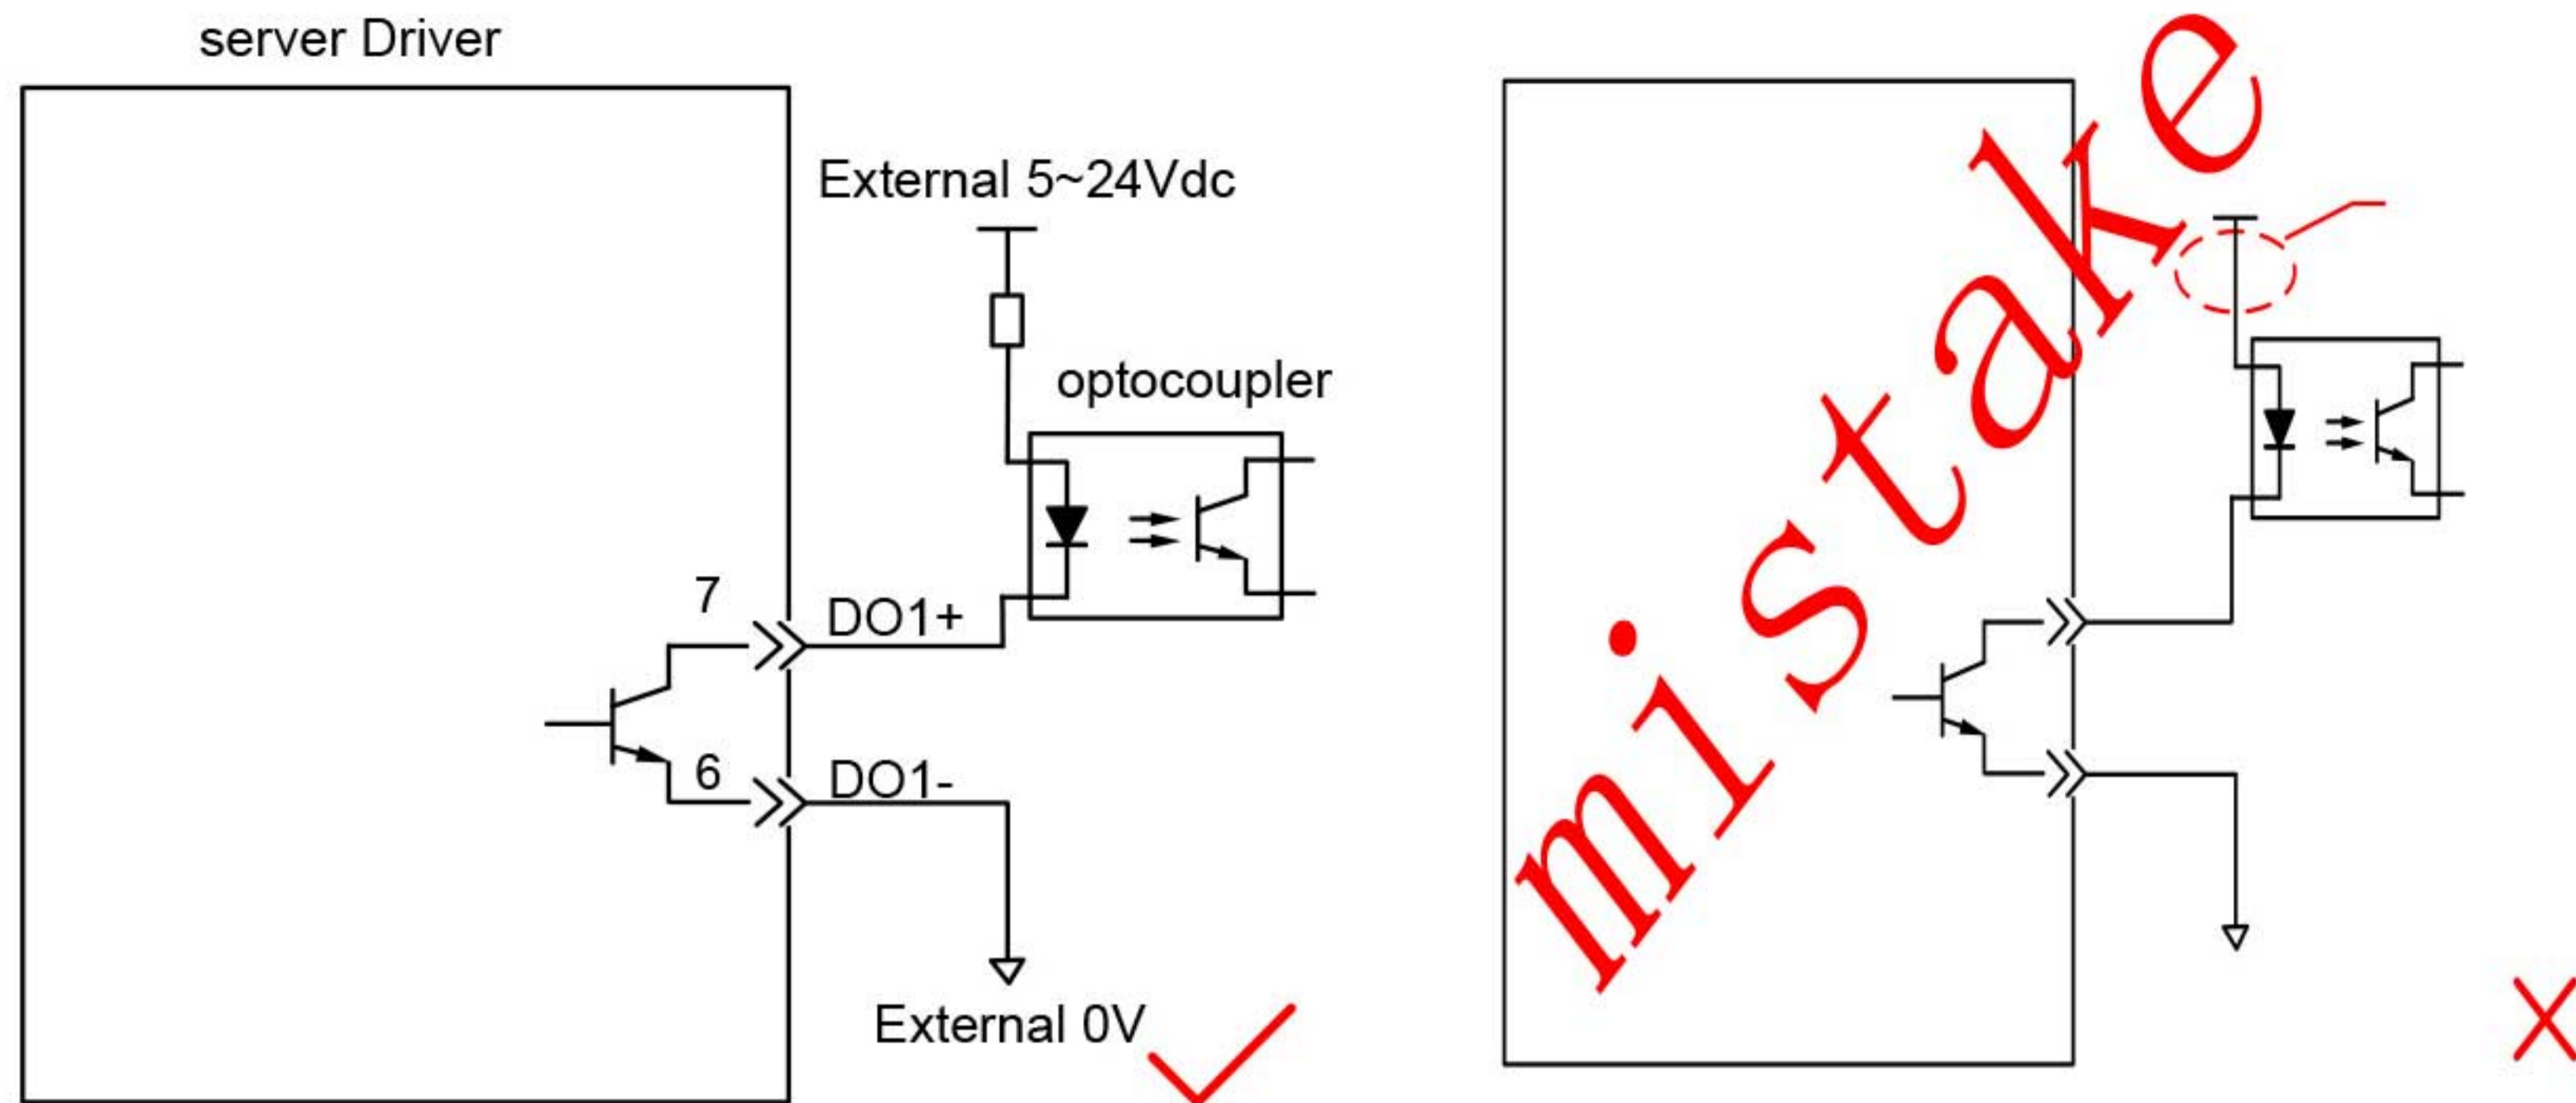 server Driver
External 5~24Vdc
optocoupler
7
DO1+
6
DO1-
External 0V
mistake